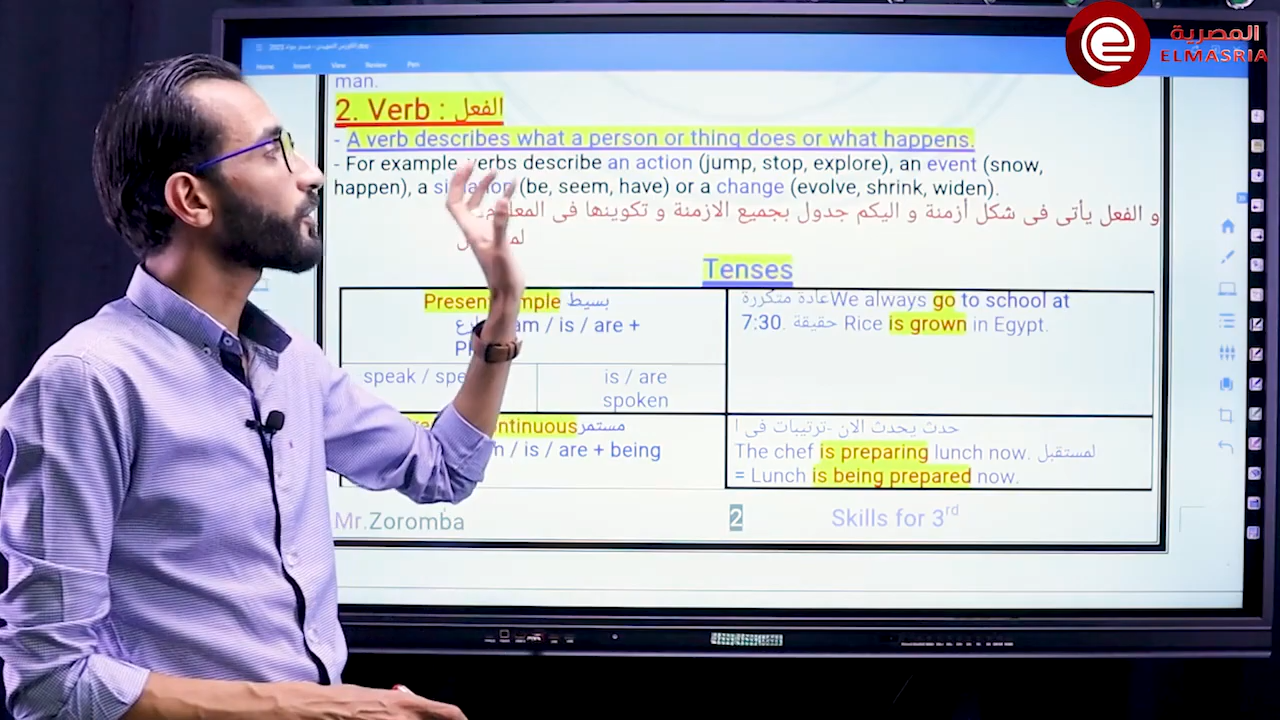 المصرية
ELMASRIA
Home Insert View Review Pen
man.
2. Verb : الفعل
- A verb describes what a person or thing does or what happens.
- For example, verbs describe an action (jump, stop, explore), an event (snow,
happen), a (be, seem, have) or a change (evolve, shrink, widen).
و الفعل يأتى فى شكل أزمنة و اليكم جدول بجميع الازمنة و تكوينها فى
Tenses
Present بسيط
am / is / are +
speak /
is / are
spoken
عادة متكررة We always go to school at
7:30. حقيقة Rice is grown in Egypt.
مستمر
/ is / are + being
حدث يحدث الان -ترتيبات فى ا
The chef is preparing lunch now. لمستقبل
= Lunch is being prepared now.
Mr.Zoromba
2
Skills for 3rd